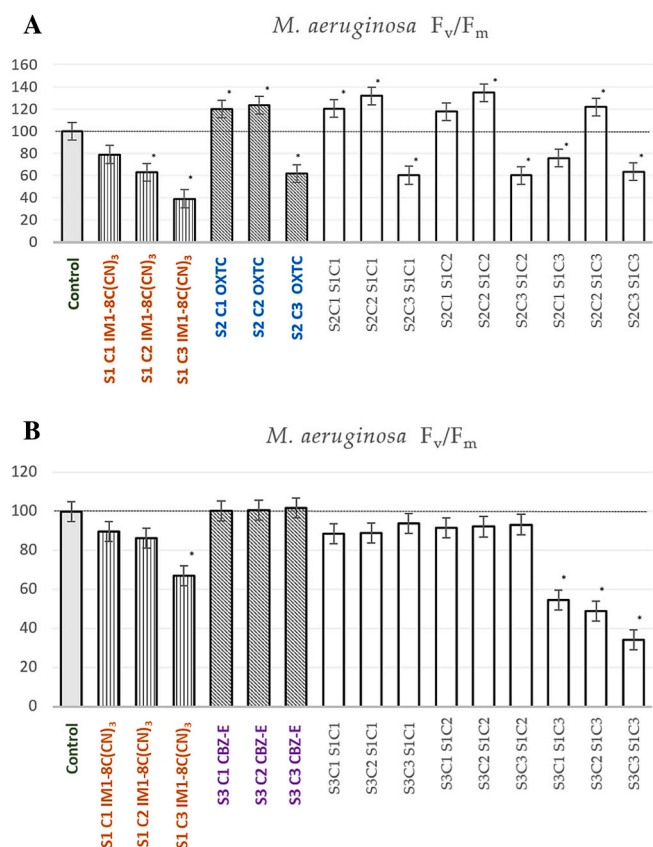 A
M. aeruginosa Fv/Fm
160
140
120
100
80
60
40
20
0
Control
S1 C1 IM1-8C(CN)3
S1 C2 IM1-8C(CN)3
S1 C3 IM1-8C(CN)3
S2 C1 OXTC
S2 C2 OXTC
S2 C3 OXTC
S2C1 S1C1
S2C2 S1C1
S2C3 S1C1
S2C1 S1C2
S2C2 S1C2
S2C3 S1C2
S2C1 S1C3
S2C2 S1C3
S2C3 S1C3
* * * * * * * * * * * * * *
B
M. aeruginosa Fv/Fm
120
100
80
60
40
20
0
Control
S1 C1 IM1-8C(CN)3
S1 C2 IM1-8C(CN)3
S1 C3 IM1-8C(CN)3
S3 C1 CBZ-E
S3 C2 CBZ-E
S3 C3 CBZ-E
S3C1 S1C1
S3C2 S1C1
S3C3 S1C1
S3C1 S1C2
S3C2 S1C2
S3C3 S1C2
S3C1 S1C3
S3C2 S1C3
S3C3 S1C3
* * * *